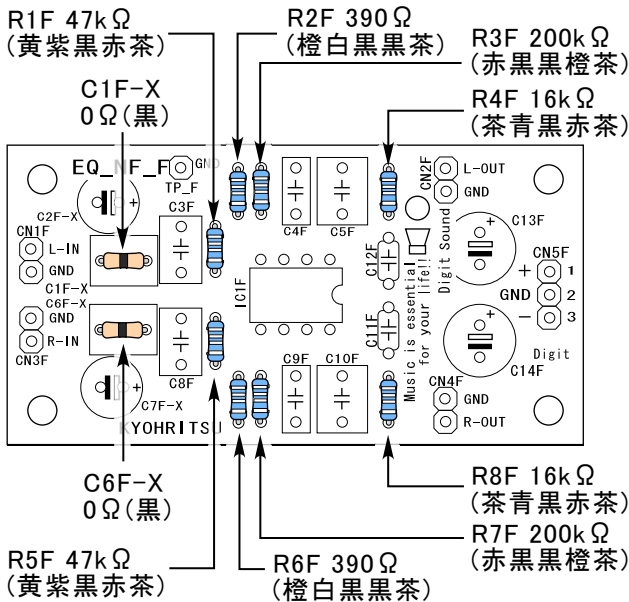 R1F 47kΩ
(黄紫黒赤茶)
R2F 390Ω
(橙白黒黒茶)
R3F 200kΩ
(赤黒黒橙茶)
R4F 16kΩ
(茶青黒赤茶)
C1F-X
0Ω(黒)
EQ_NF_F
GND
TP_F
C2F-X
C3F
C4F
C5F
CN2F
L-OUT
GND
CN1F
L-IN
GND
C1F-X
C6F-X
GND
R-IN
CN3F
IC1F
C12F
C11F
Music is essential
for your life!!
Digit Sound
C13F
CN5F
+ 1
GND 2
- 3
C14F
Digit
C8F
C9F
C10F
C7F-X
CN4F
GND
R-OUT
KYOHRITSU
C6F-X
0Ω(黒)
R5F 47kΩ
(黄紫黒赤茶)
R6F 390Ω
(橙白黒黒茶)
R8F 16kΩ
(茶青黒赤茶)
R7F 200kΩ
(赤黒黒橙茶)